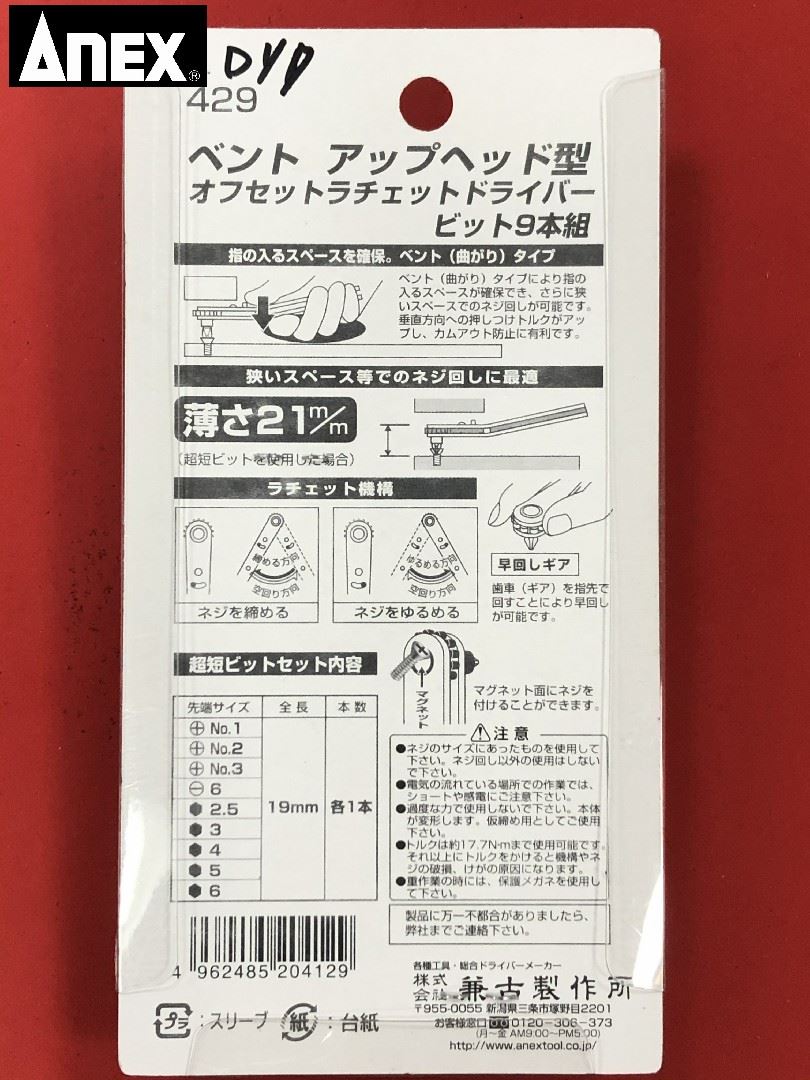 ANEX®
DYD
429
ベント アップヘッド型
オフセットラチェットドライバー
ビット9本組
指の入るスペースを確保。ベント（曲がり）タイプ
ベント（曲がり）タイプにより指の
入るスペースが確保でき、さらに狭
いスペースでのネジ回しが可能です。
垂直方向への押しつけトルクがアッ
プし、カムアウト防止に有利です。
狭いスペース等でのネジ回しに最適
薄さ21m/m
（超短ビットを使用した場合）
ラチェット機構
締める方向
空回り方向
ネジを締める
ゆるめる方向
空回り方向
ネジをゆるめる
早回しギア
歯車（ギア）を指先で
回すことにより早回し
が可能です。
超短ビットセット内容
先端サイズ 全長 本数
⊕ No.1
⊕ No.2
⊕ No.3
⊖ 6
⬢ 2.5 19mm 各1本
⬢ 3
⬢ 4
⬢ 5
⬢ 6
マグネット
マグネット面にネジを
付けることができます。
⚠注意
●ネジのサイズにあったものを使用して
下さい。ネジ回し以外の使用はしない
で下さい。
●電気の流れている場所での作業では、
ショートや感電にご注意下さい。
●過度な力で使用しないで下さい。本体
が変形します。仮締め用としてご使用
下さい。
●トルクは約17.7N·mまで使用可能です。
それ以上にトルクをかけると機構やネ
ジの破損、けがの原因になります。
●重作業の時には、保護メガネを使用し
て下さい。
製品に万一不都合がありましたら、
弊社までご連絡下さい。
4 962485 204129
プラ：スリーブ 紙：台紙
各種工具・総合ドライバーメーカー
株式会社 兼古製作所
〒955-0055 新潟県三条市塚野目2201
お客様窓口 0120-306-373
（月～金 AM9:00~PM5:00）
http://www.anextool.co.jp/